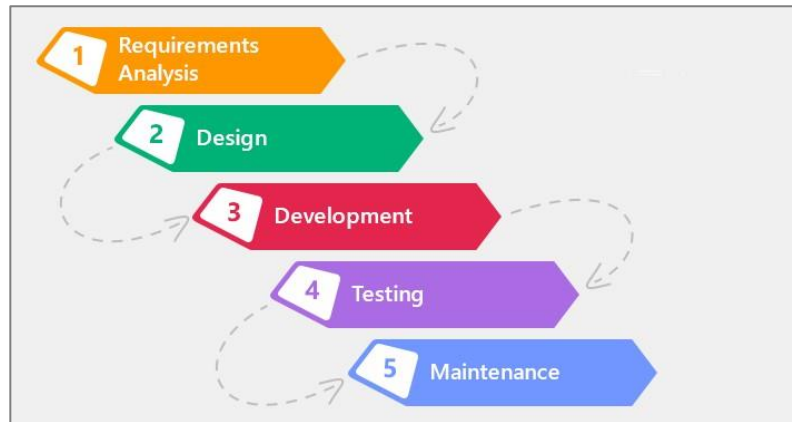 1
Requirements
Analysis
2
Design
3
Development
4
Testing
5
Maintenance